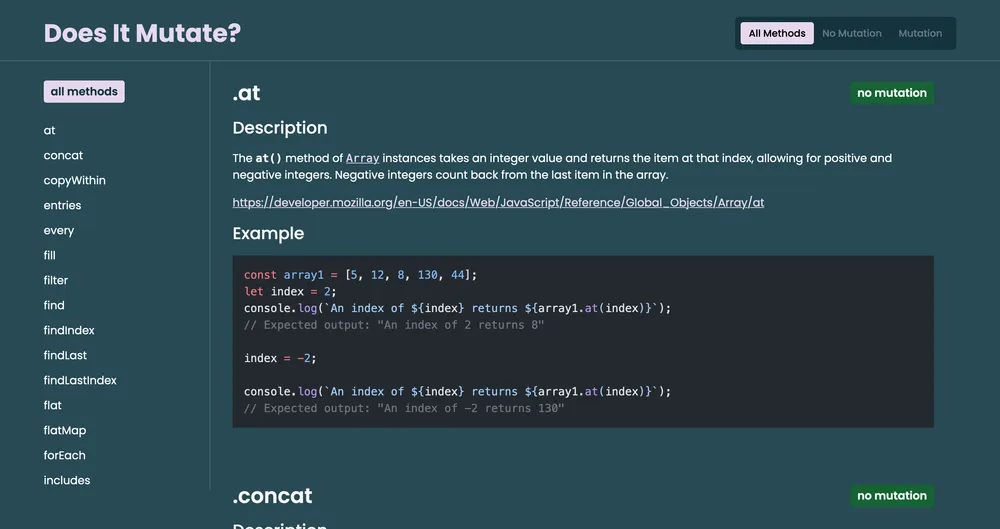 Does It Mutate?
All Methods No Mutation Mutation
all methods
at
concat
copyWithin
entries
every
fill
filter
find
findIndex
findLast
findLastIndex
flat
flatMap
forEach
includes
.at
no mutation
Description
The at() method of Array instances takes an integer value and returns the item at that index, allowing for positive and
negative integers. Negative integers count back from the last item in the array.
https://developer.mozilla.org/en-US/docs/Web/JavaScript/Reference/Global_Objects/Array/at
Example
const array1 = [5, 12, 8, 130, 44];
let index = 2;
console.log(`An index of ${index} returns ${array1.at(index)}`);
// Expected output: "An index of 2 returns 8"
index = -2;
console.log(`An index of ${index} returns ${array1.at(index)}`);
// Expected output: "An index of -2 returns 130"
.concat
no mutation
Description